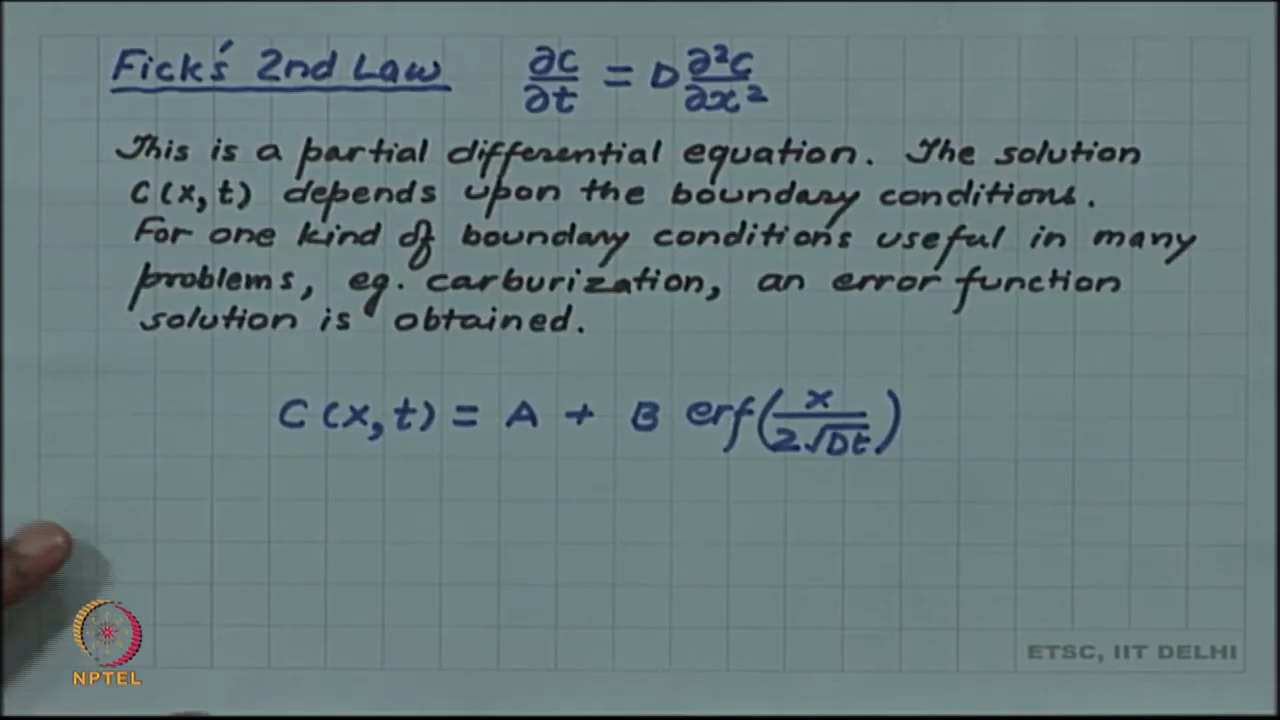 Fick's 2nd Law ∂C/∂t = D ∂²C/∂x²
This is a partial differential equation. The solution
C(x,t) depends upon the boundary conditions.
For one kind of boundary conditions useful in many
problems, eg. carburization, an error function
solution is obtained.
C(x,t) = A + B erf(x/2√Dt)
NPTEL
ETSC, IIT DELHI